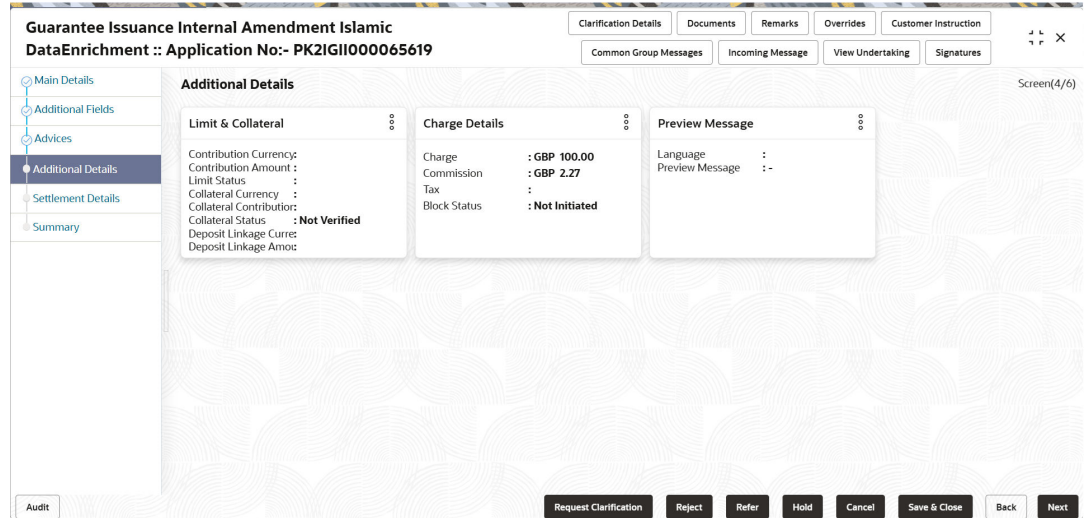 Guarantee Issuance Internal Amendment Islamic
DataEnrichment :: Application No:- PK2IGII000065619
Clarification Details
Documents
Remarks
Overrides
Customer Instruction
Common Group Messages
Incoming Message
View Undertaking
Signatures
Main Details
Additional Fields
Advices
Additional Details
Settlement Details
Summary
Additional Details
Screen(4/6)
Limit & Collateral
Contribution Currency:
Contribution Amount :
Limit Status :
Collateral Currency :
Collateral Contribution:
Collateral Status : Not Verified
Deposit Linkage Curre:
Deposit Linkage Amou:
Charge Details
Charge : GBP 100.00
Commission : GBP 2.27
Tax :
Block Status : Not Initiated
Preview Message
Language :
Preview Message : -
Audit
Request Clarification
Reject
Refer
Hold
Cancel
Save & Close
Back
Next